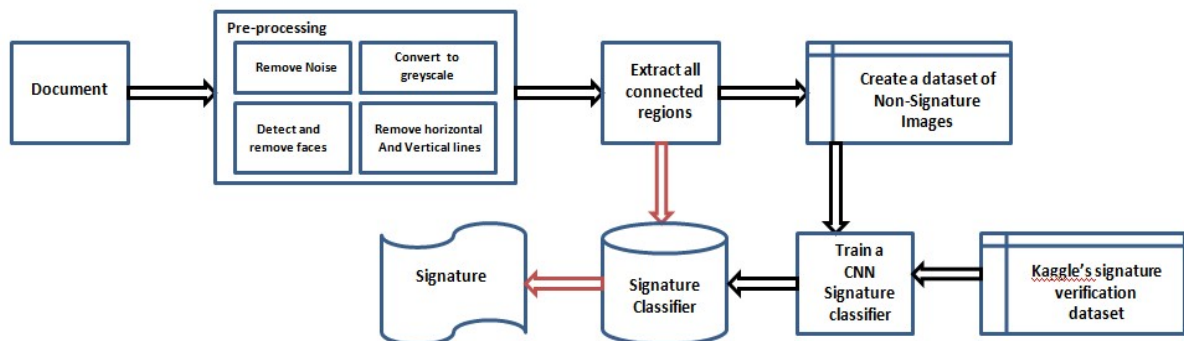 Document
Pre-processing
Remove Noise
Convert to
greyscale
Detect and
remove faces
Remove horizontal
And Vertical lines
Extract all
connected
regions
Create a dataset of
Non-Signature
Images
Signature
Signature
Classifier
Train a
CNN
Signature
classifier
Kaggle's signature
verification
dataset